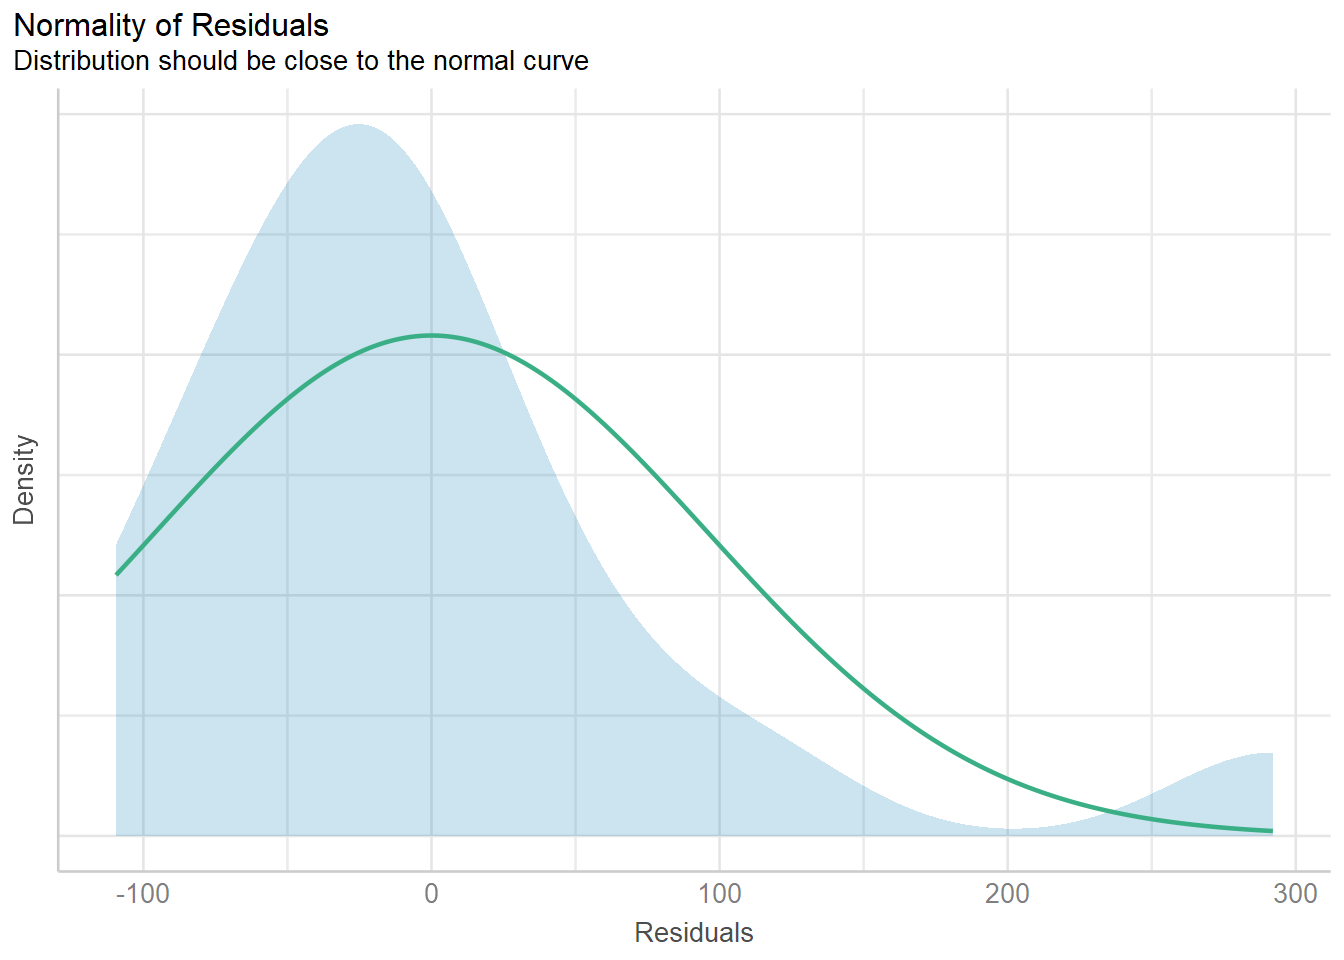 Normality of Residuals
Distribution should be close to the normal curve
Density
-100 0 100 200 300
Residuals